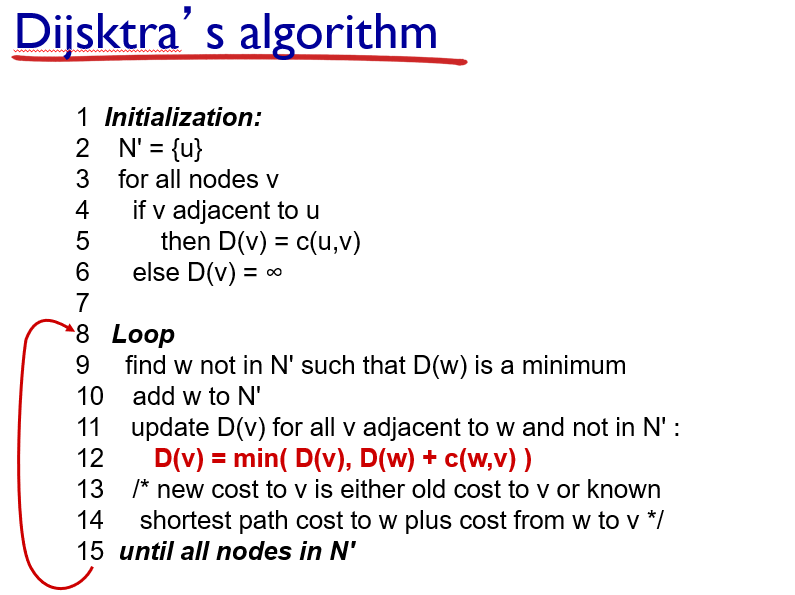 Dijsktra’s algorithm
1 Initialization:
2 N' = {u}
3 for all nodes v
4 if v adjacent to u
5 then D(v) = c(u,v)
6 else D(v) = ∞
7
8 Loop
9 find w not in N' such that D(w) is a minimum
10 add w to N'
11 update D(v) for all v adjacent to w and not in N' :
12 D(v) = min( D(v), D(w) + c(w,v) )
13 /* new cost to v is either old cost to v or known
14 shortest path cost to w plus cost from w to v */
15 until all nodes in N'